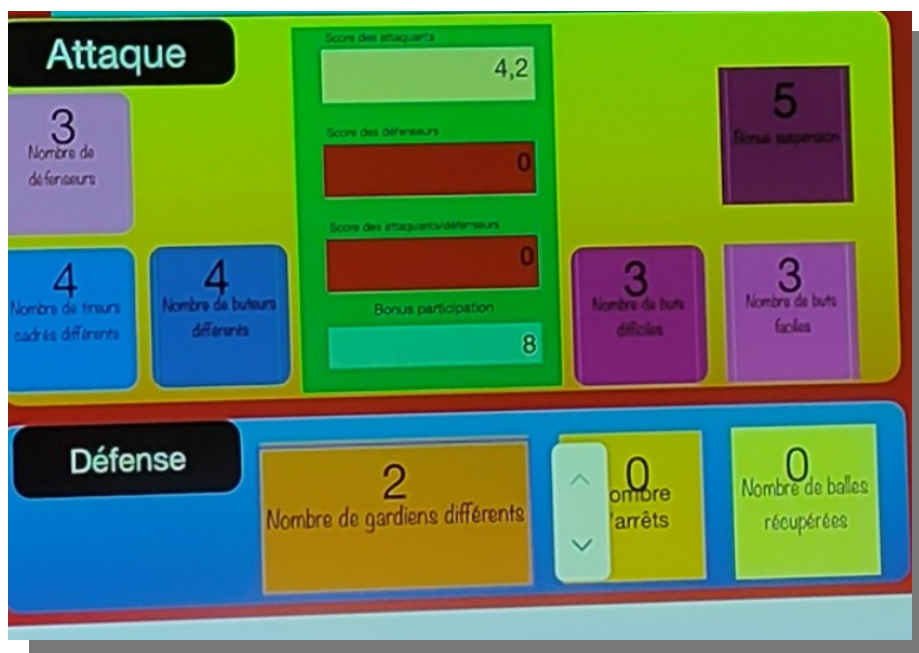 Attaque
3
Nombre de
défenseurs
4
Nombre de tireurs
cadrés différents
4
Nombre de buteurs
différents
Score des attaquants
4,2
Score des défenseurs
0
Score des attaquants/défenseurs
0
Bonus participation
8
5
Bonus suspension
3
Nombre de buts
difficiles
3
Nombre de buts
faciles
Défense
2
Nombre de gardiens différents
0
ombre
'arrêts
0
Nombre de balles
récupérées